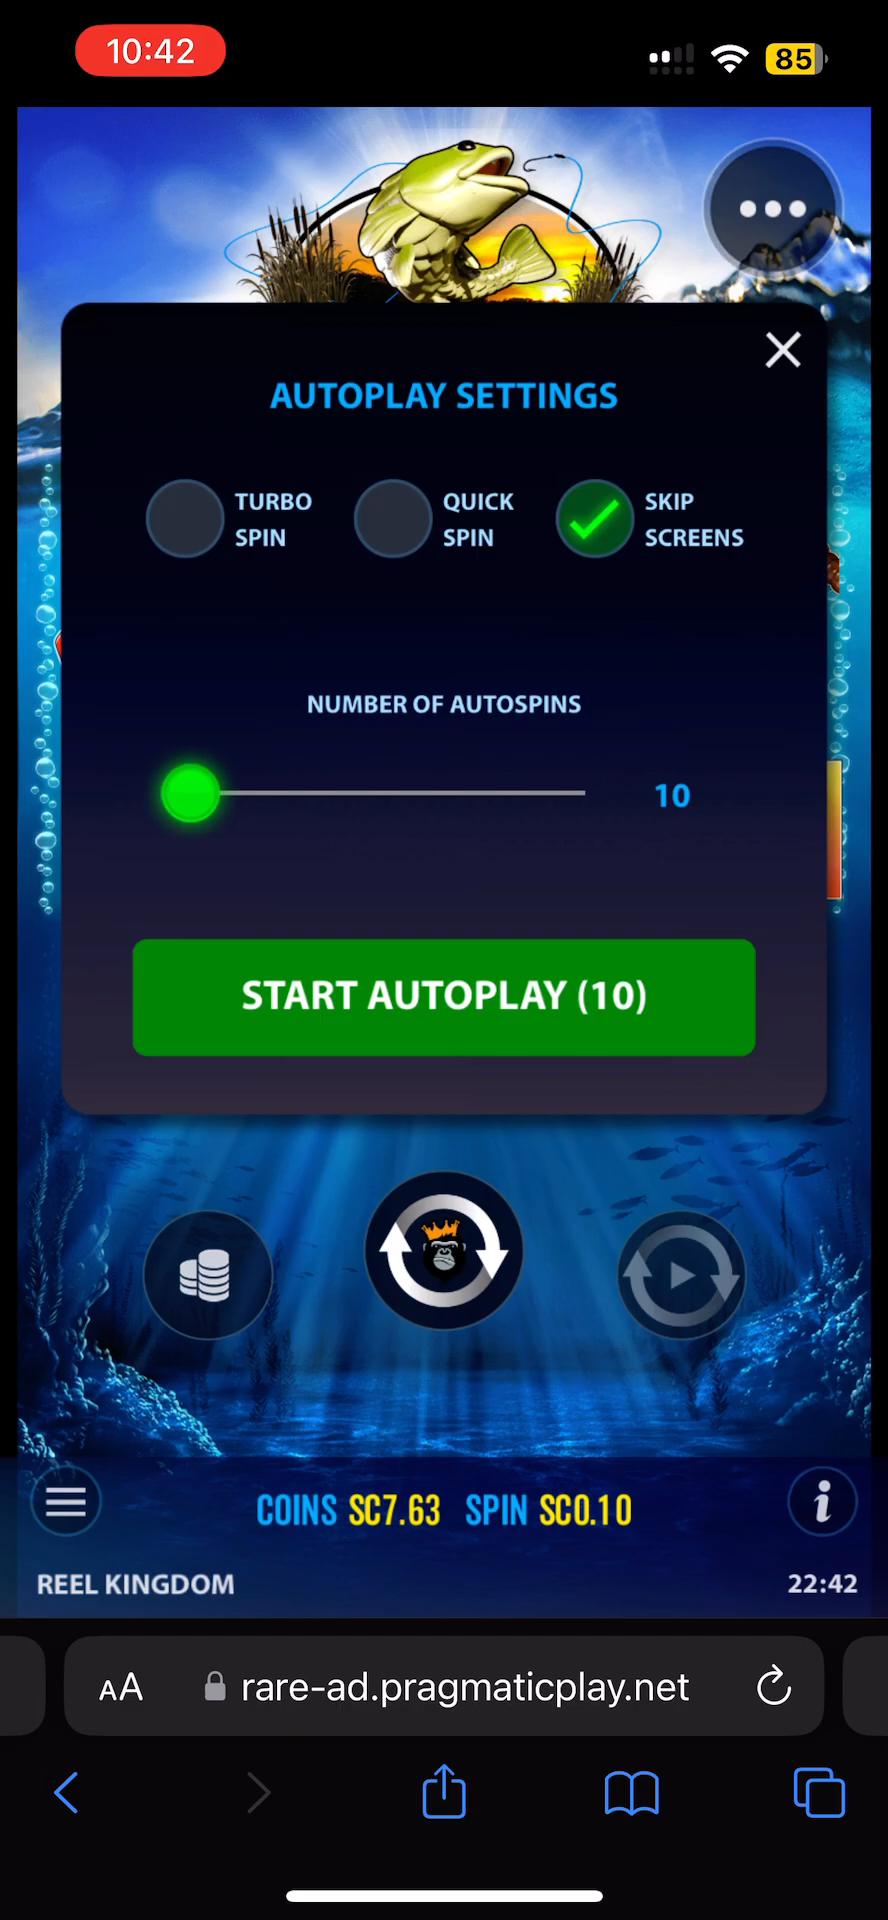 10:42
85
AUTOPLAY SETTINGS
TURBO SPIN
QUICK SPIN
SKIP SCREENS
NUMBER OF AUTOSPINS
10
START AUTOPLAY (10)
COINS SC7.63 SPIN SC0.10
REEL KINGDOM
22:42
AA rare-ad.pragmaticplay.net